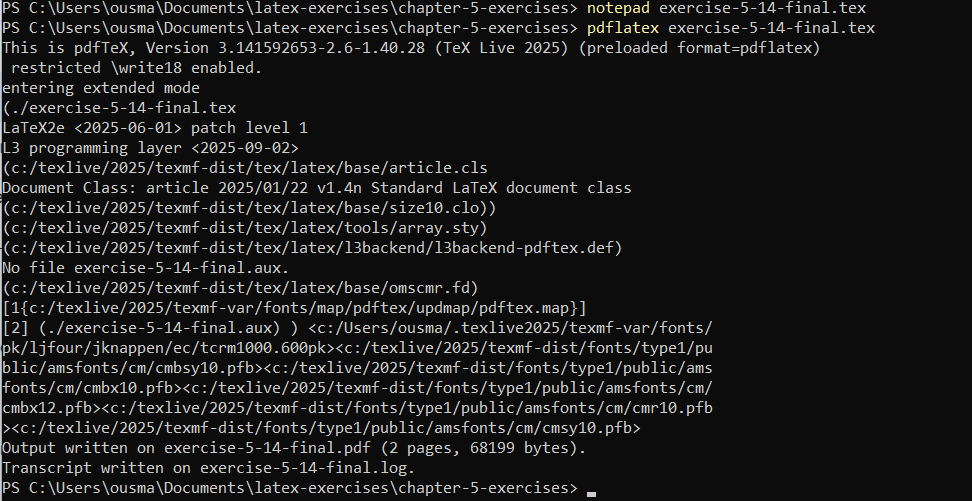 PS C:\Users\ousma\Documents\latex-exercises\chapter-5-exercises> notepad exercise-5-14-final.tex
PS C:\Users\ousma\Documents\latex-exercises\chapter-5-exercises> pdflatex exercise-5-14-final.tex
This is pdfTeX, Version 3.141592653-2.6-1.40.28 (TeX Live 2025) (preloaded format=pdflatex)
 restricted \write18 enabled.
entering extended mode
(./exercise-5-14-final.tex
LaTeX2e <2025-06-01> patch level 1
L3 programming layer <2025-09-02>
(c:/texlive/2025/texmf-dist/tex/latex/base/article.cls
Document Class: article 2025/01/22 v1.4n Standard LaTeX document class
(c:/texlive/2025/texmf-dist/tex/latex/base/size10.clo))
(c:/texlive/2025/texmf-dist/tex/latex/tools/array.sty)
(c:/texlive/2025/texmf-dist/tex/latex/l3backend/l3backend-pdftex.def)
No file exercise-5-14-final.aux.
(c:/texlive/2025/texmf-dist/tex/latex/base/omscmr.fd)
[1{c:/texlive/2025/texmf-var/fonts/map/pdftex/updmap/pdftex.map}]
[2] (./exercise-5-14-final.aux) ) <c:/Users/ousma/.texlive2025/texmf-var/fonts/
pk/ljfour/jknappen/ec/tcrm1000.600pk><c:/texlive/2025/texmf-dist/fonts/type1/pu
blic/amsfonts/cm/cmbsy10.pfb><c:/texlive/2025/texmf-dist/fonts/type1/public/ams
fonts/cm/cmbx10.pfb><c:/texlive/2025/texmf-dist/fonts/type1/public/amsfonts/cm/
cmbx12.pfb><c:/texlive/2025/texmf-dist/fonts/type1/public/amsfonts/cm/cmr10.pfb
><c:/texlive/2025/texmf-dist/fonts/type1/public/amsfonts/cm/cmsy10.pfb>
Output written on exercise-5-14-final.pdf (2 pages, 68199 bytes).
Transcript written on exercise-5-14-final.log.
PS C:\Users\ousma\Documents\latex-exercises\chapter-5-exercises>